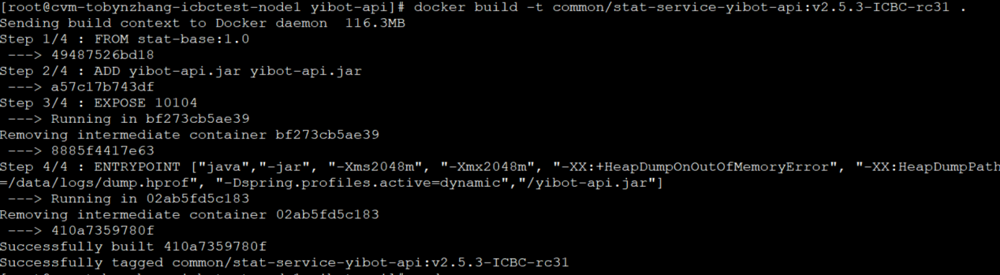 [root@cvm-tobynzhang-icbctest-node1 yibot-api]# docker build -t common/stat-service-yibot-api:v2.5.3-ICBC-rc31 .
Sending build context to Docker daemon  116.3MB
Step 1/4 : FROM stat-base:1.0
 ---> 49487526bd18
Step 2/4 : ADD yibot-api.jar yibot-api.jar
 ---> a57c17b743df
Step 3/4 : EXPOSE 10104
 ---> Running in bf273cb5ae39
Removing intermediate container bf273cb5ae39
 ---> 8885f4417e63
Step 4/4 : ENTRYPOINT ["java","-jar", "-Xms2048m", "-Xmx2048m", "-XX:+HeapDumpOnOutOfMemoryError", "-XX:HeapDumpPath
=/data/logs/dump.hprof", "-Dspring.profiles.active=dynamic","/yibot-api.jar"]
 ---> Running in 02ab5fd5c183
Removing intermediate container 02ab5fd5c183
 ---> 410a7359780f
Successfully built 410a7359780f
Successfully tagged common/stat-service-yibot-api:v2.5.3-ICBC-rc31